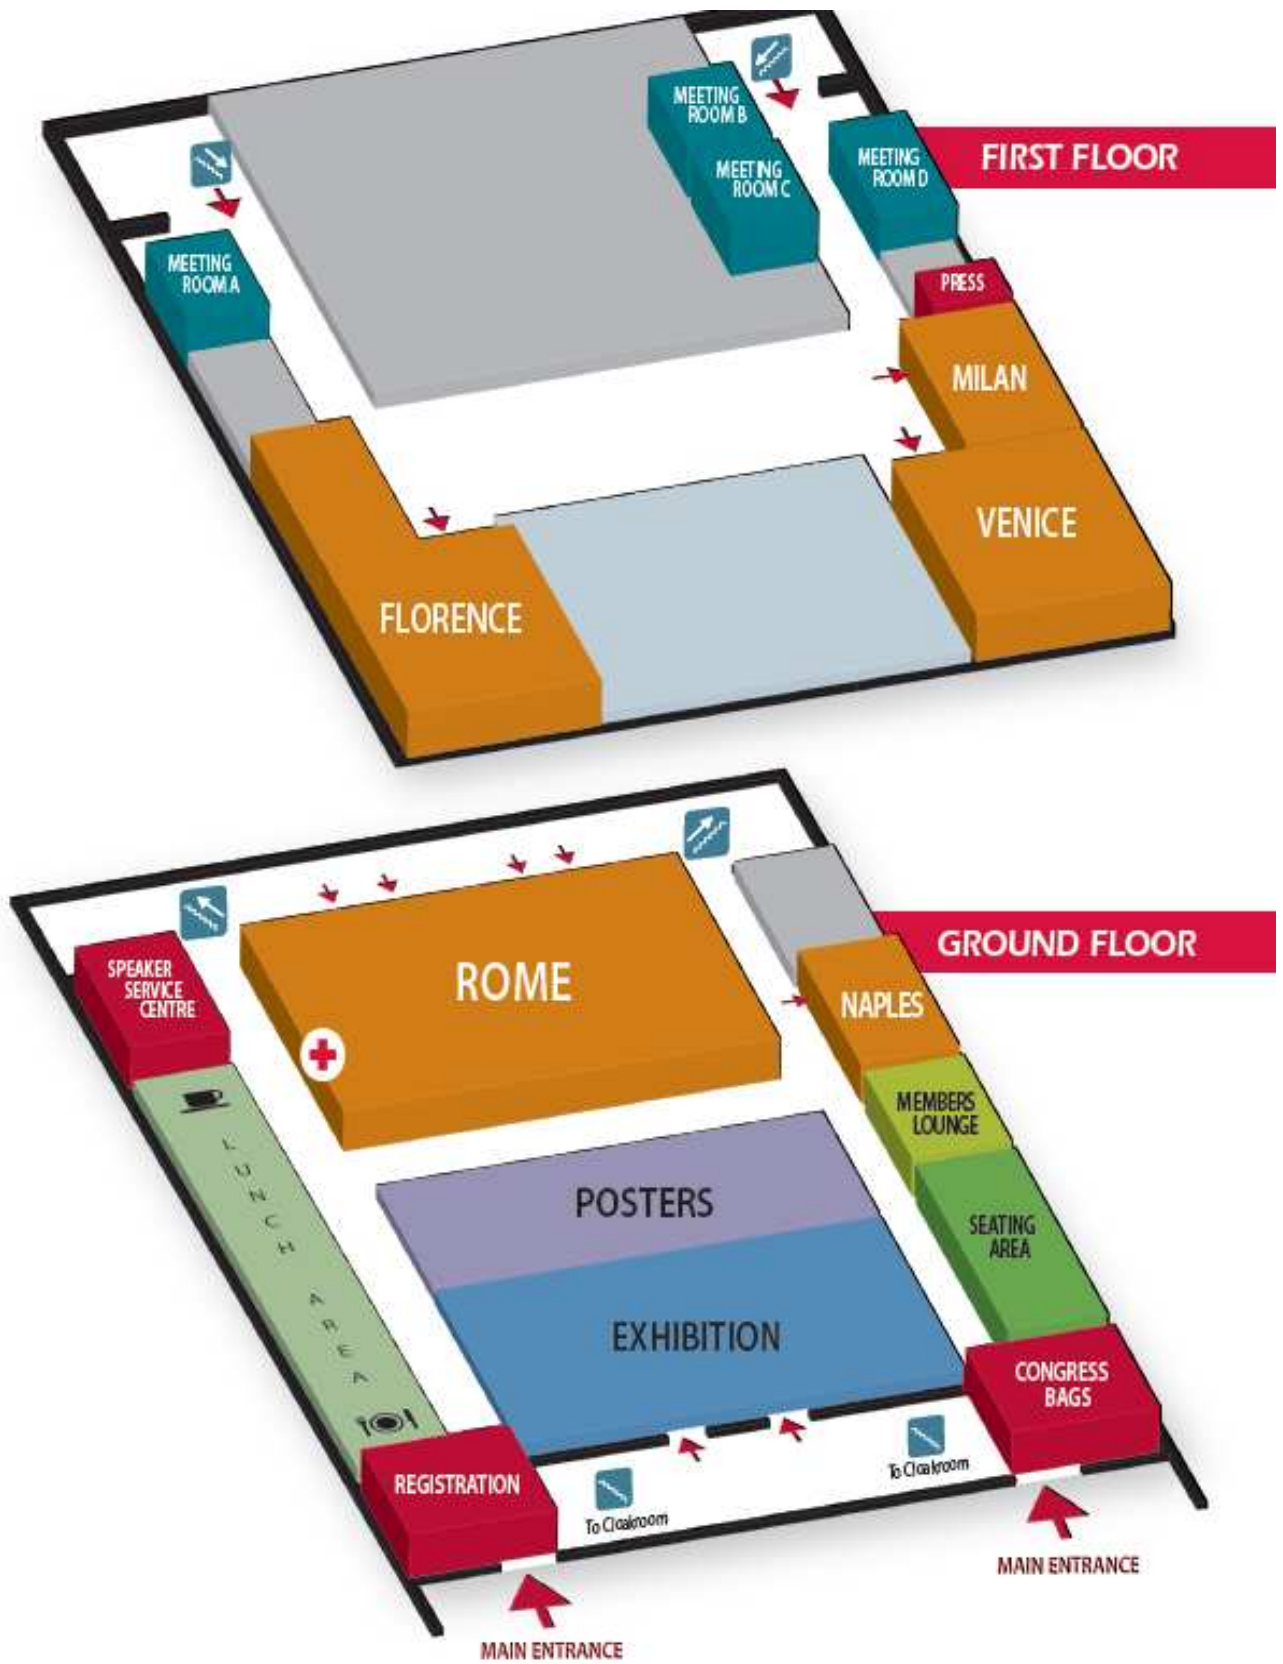 MEETING
ROOM B
MEETING
ROOM C
MEETING
ROOM D
FIRST FLOOR
MEETING
ROOM A
PRESS
MILAN
VENICE
FLORENCE
GROUND FLOOR
SPEAKER
SERVICE
CENTRE
ROME
NAPLES
MEMBERS
LOUNGE
LUNCH AREA
POSTERS
SEATING
AREA
EXHIBITION
CONGRESS
BAGS
REGISTRATION
To Cloakroom
To Cloakroom
MAIN ENTRANCE
MAIN ENTRANCE